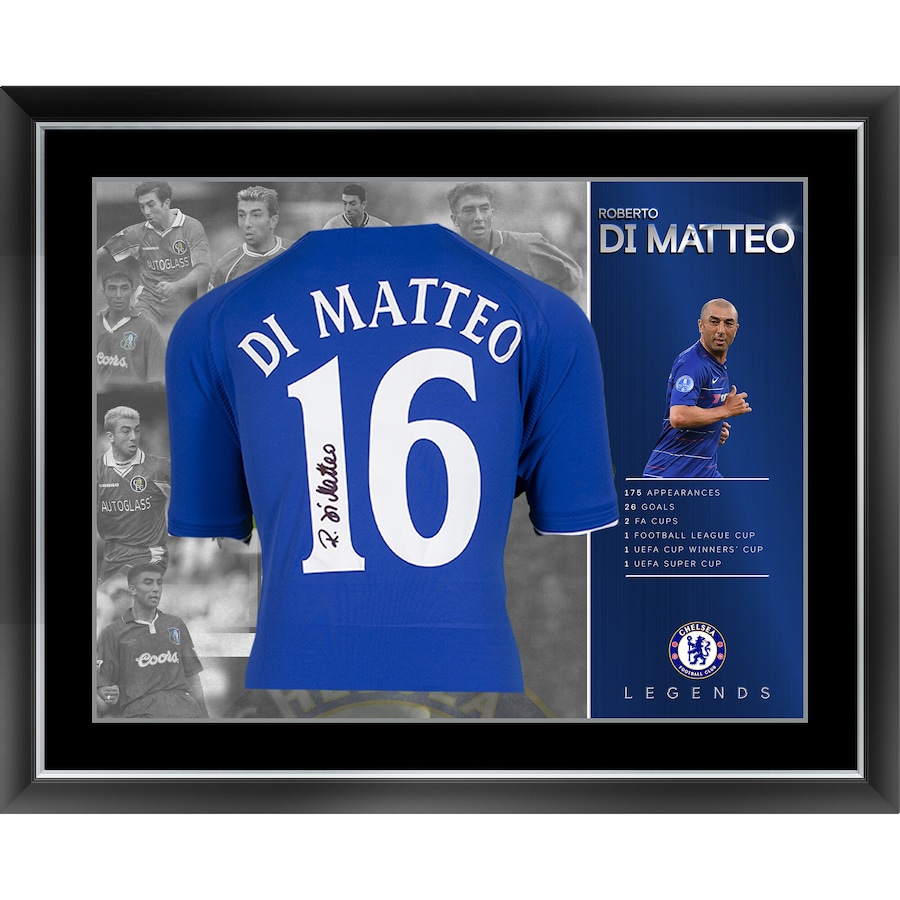 ROBERTO
DI MATTEO
DI MATTEO
16
R. Di Matteo
AUTOGLASS
Coors
UMBRO
AUTOGLASS
Coors
175 APPEARANCES
26 GOALS
2 FA CUPS
1 FOOTBALL LEAGUE CUP
1 UEFA CUP WINNERS' CUP
1 UEFA SUPER CUP
CHELSEA
FOOTBALL CLUB
LEGENDS